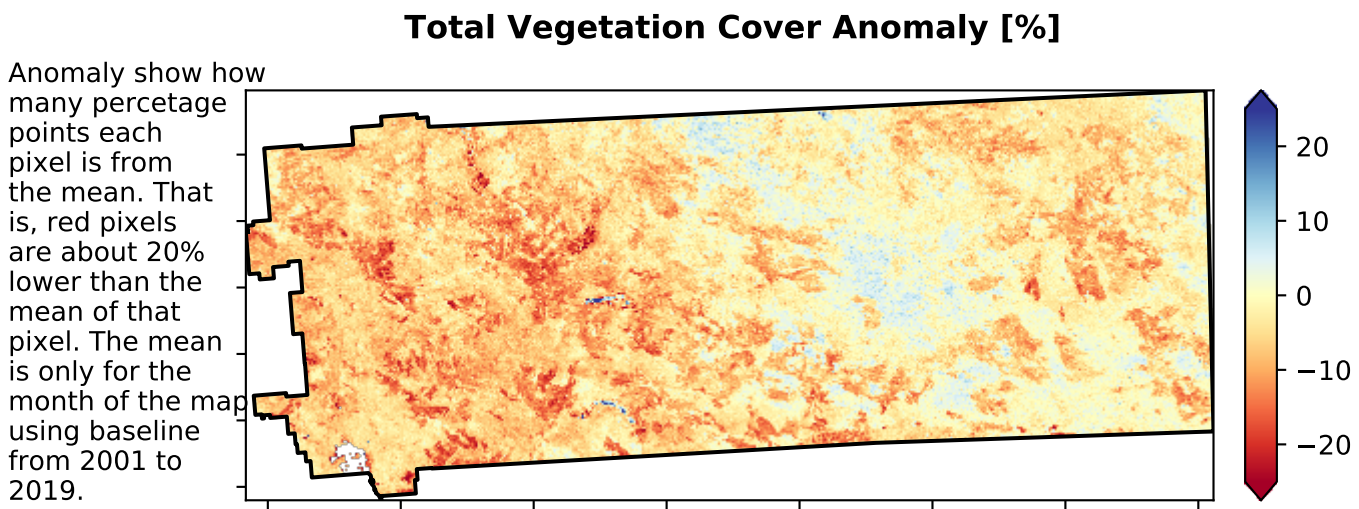 Total Vegetation Cover Anomaly [%]
Anomaly show how
many percetage
points each
pixel is from
the mean. That
is, red pixels
are about 20%
lower than the
mean of that
pixel. The mean
is only for the
month of the map
using baseline
from 2001 to
2019.
20
10
0
−10
−20